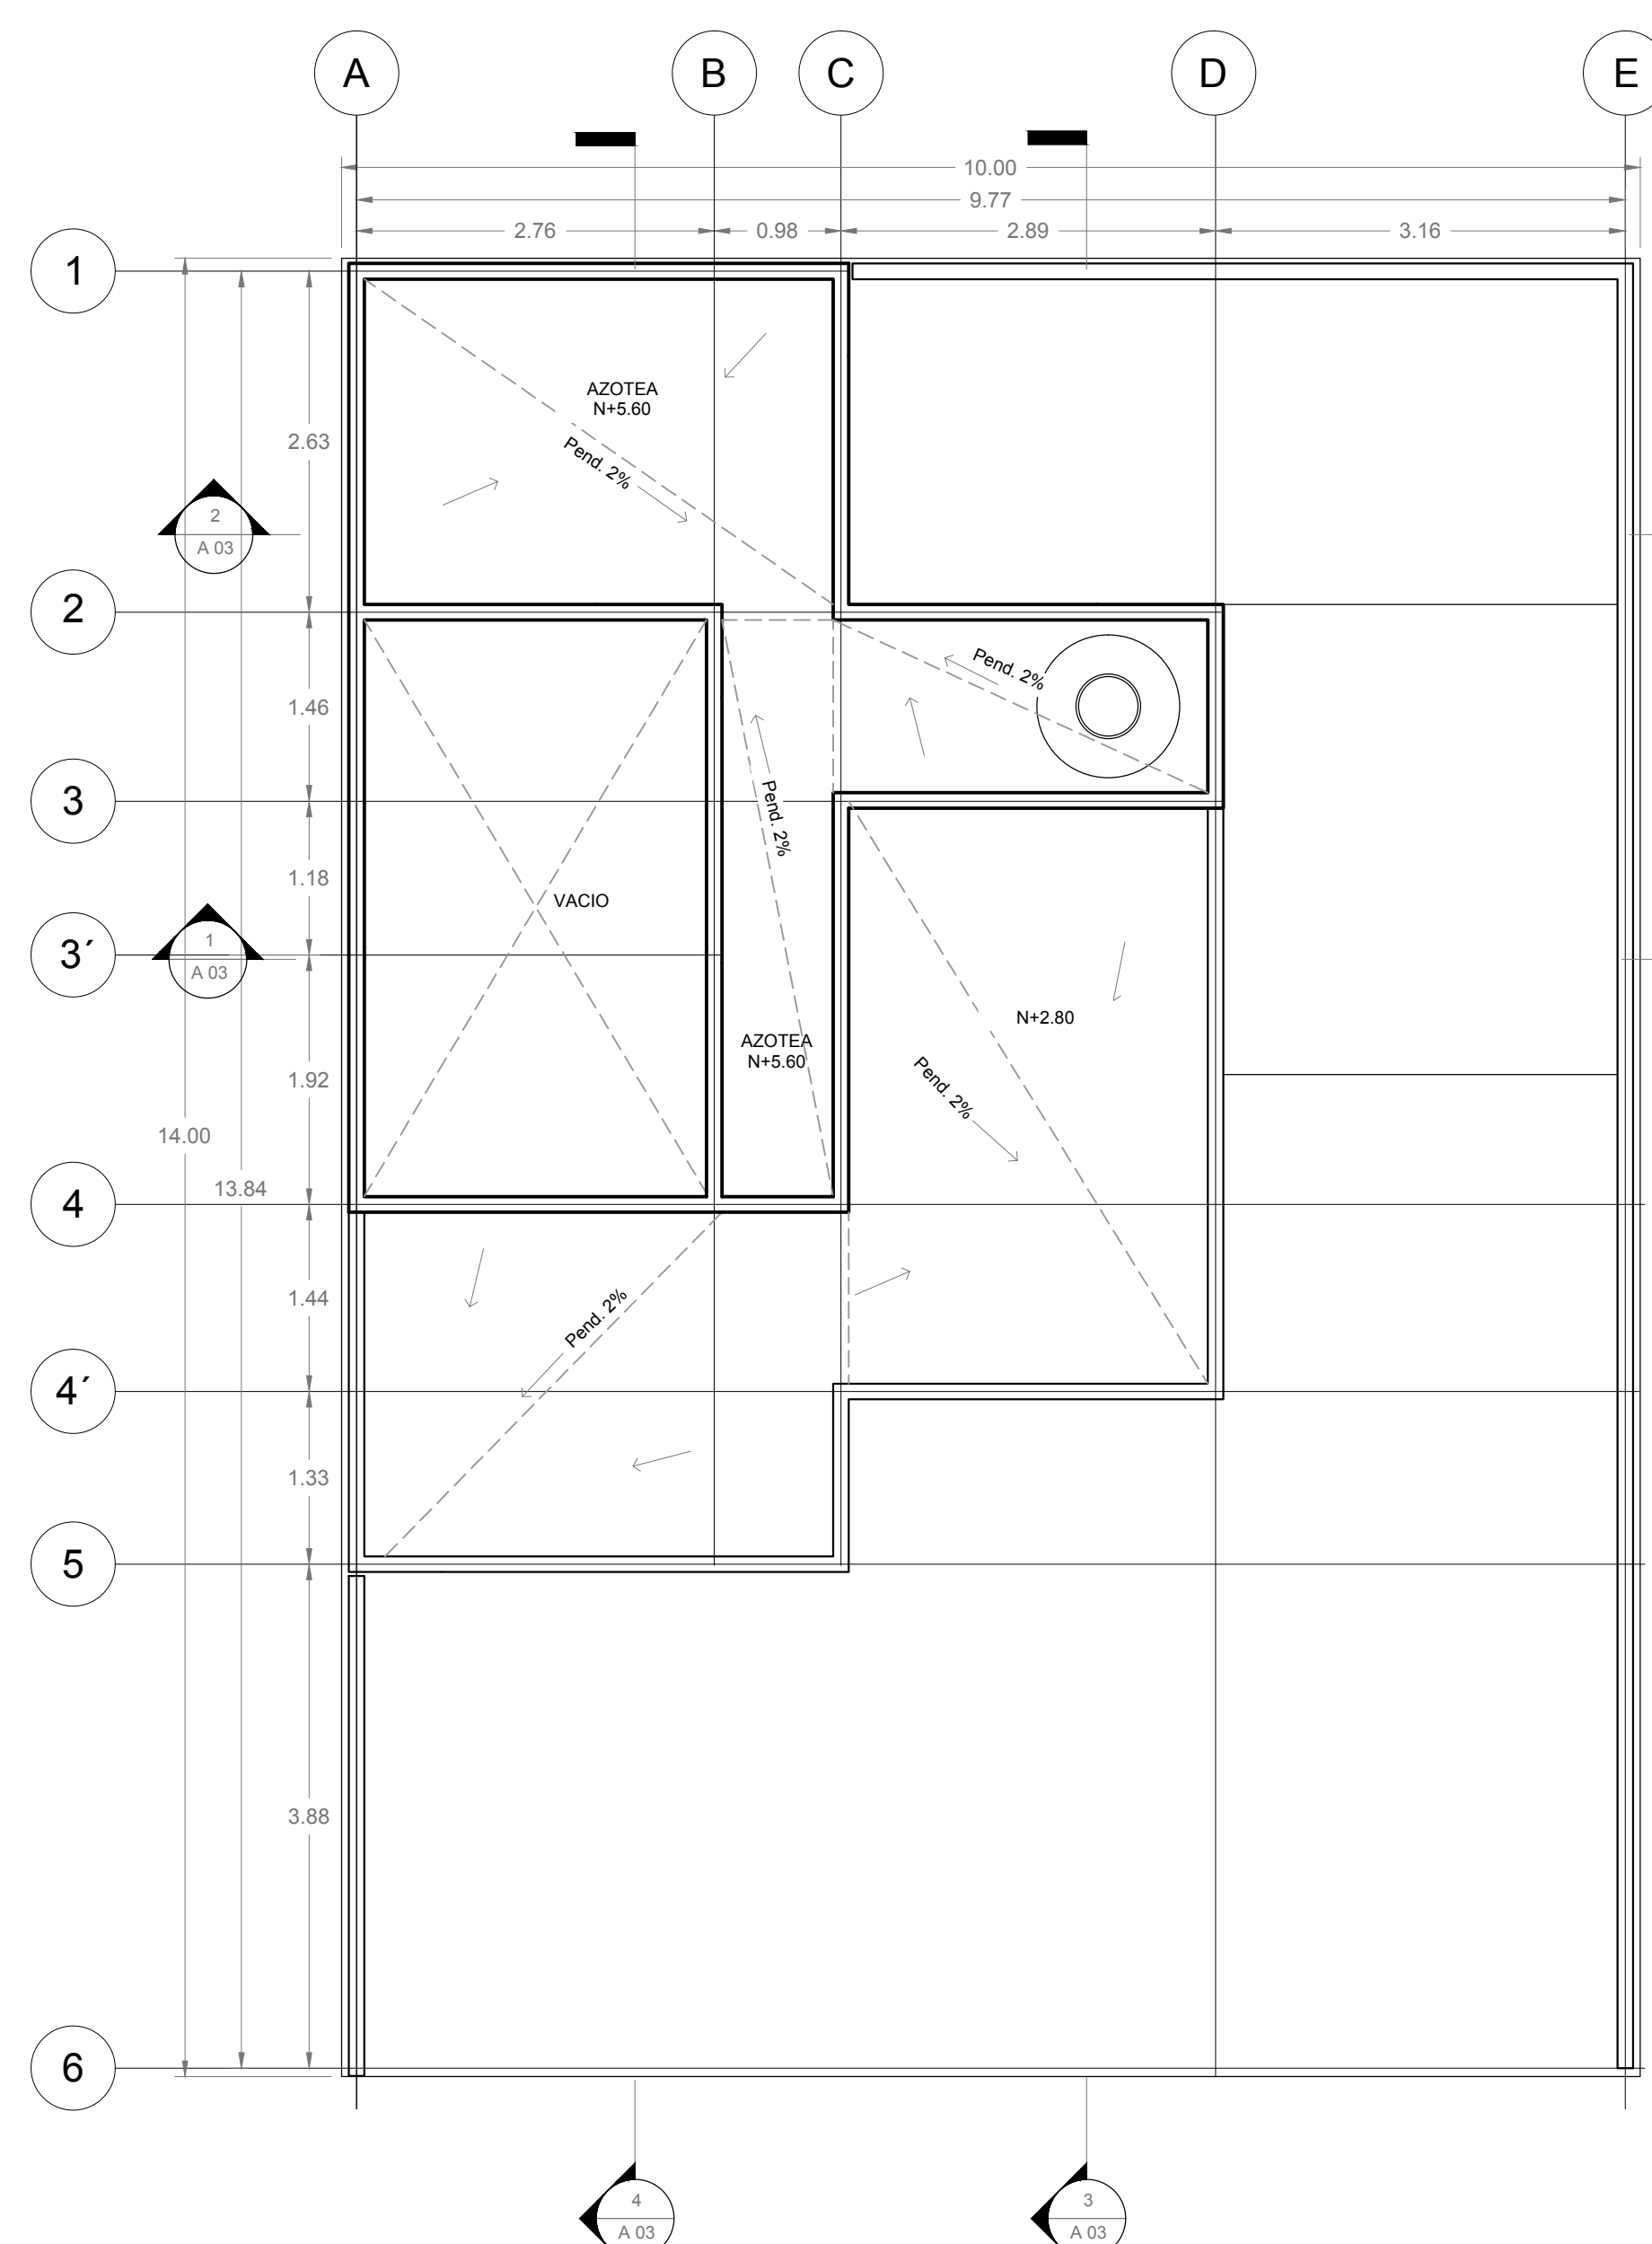 A B C D E
10.00
9.77
2.76 0.98 2.89 3.16
1
AZOTEA
N+5.60
2.63
Pend. 2%
2
A 03
2
Pend. 2%
1.46
3
Pend. 2%
1.18
VACIO
1
A 03
3´
N+2.80
AZOTEA
N+5.60
1.92
Pend. 2%
14.00
13.84
4
1.44
Pend. 2%
4´
1.33
5
3.88
6
4
A 03
3
A 03